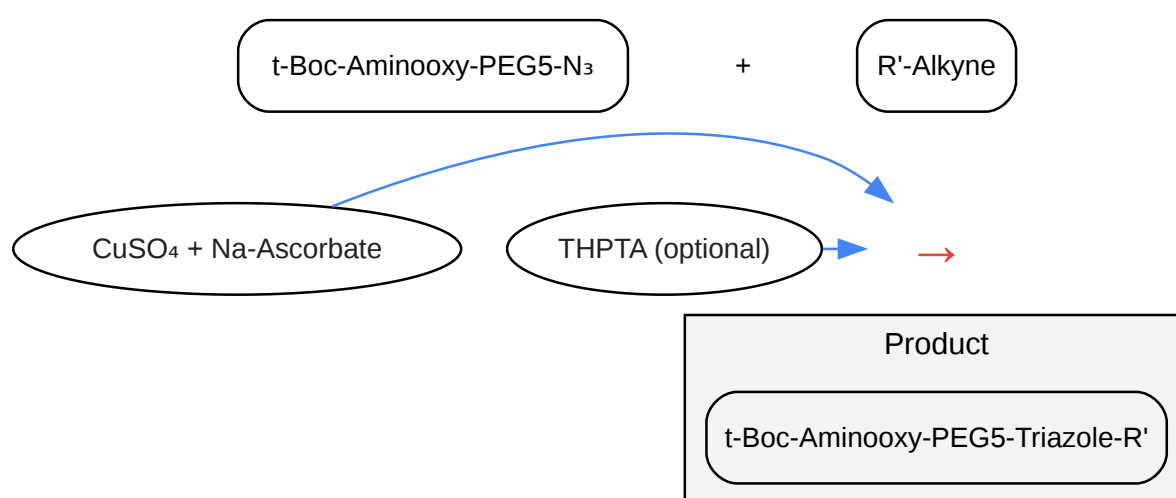 t-Boc-Aminooxy-PEG5-N₃
+
R'-Alkyne
CuSO₄ + Na-Ascorbate
THPTA (optional)
→
Product
t-Boc-Aminooxy-PEG5-Triazole-R'